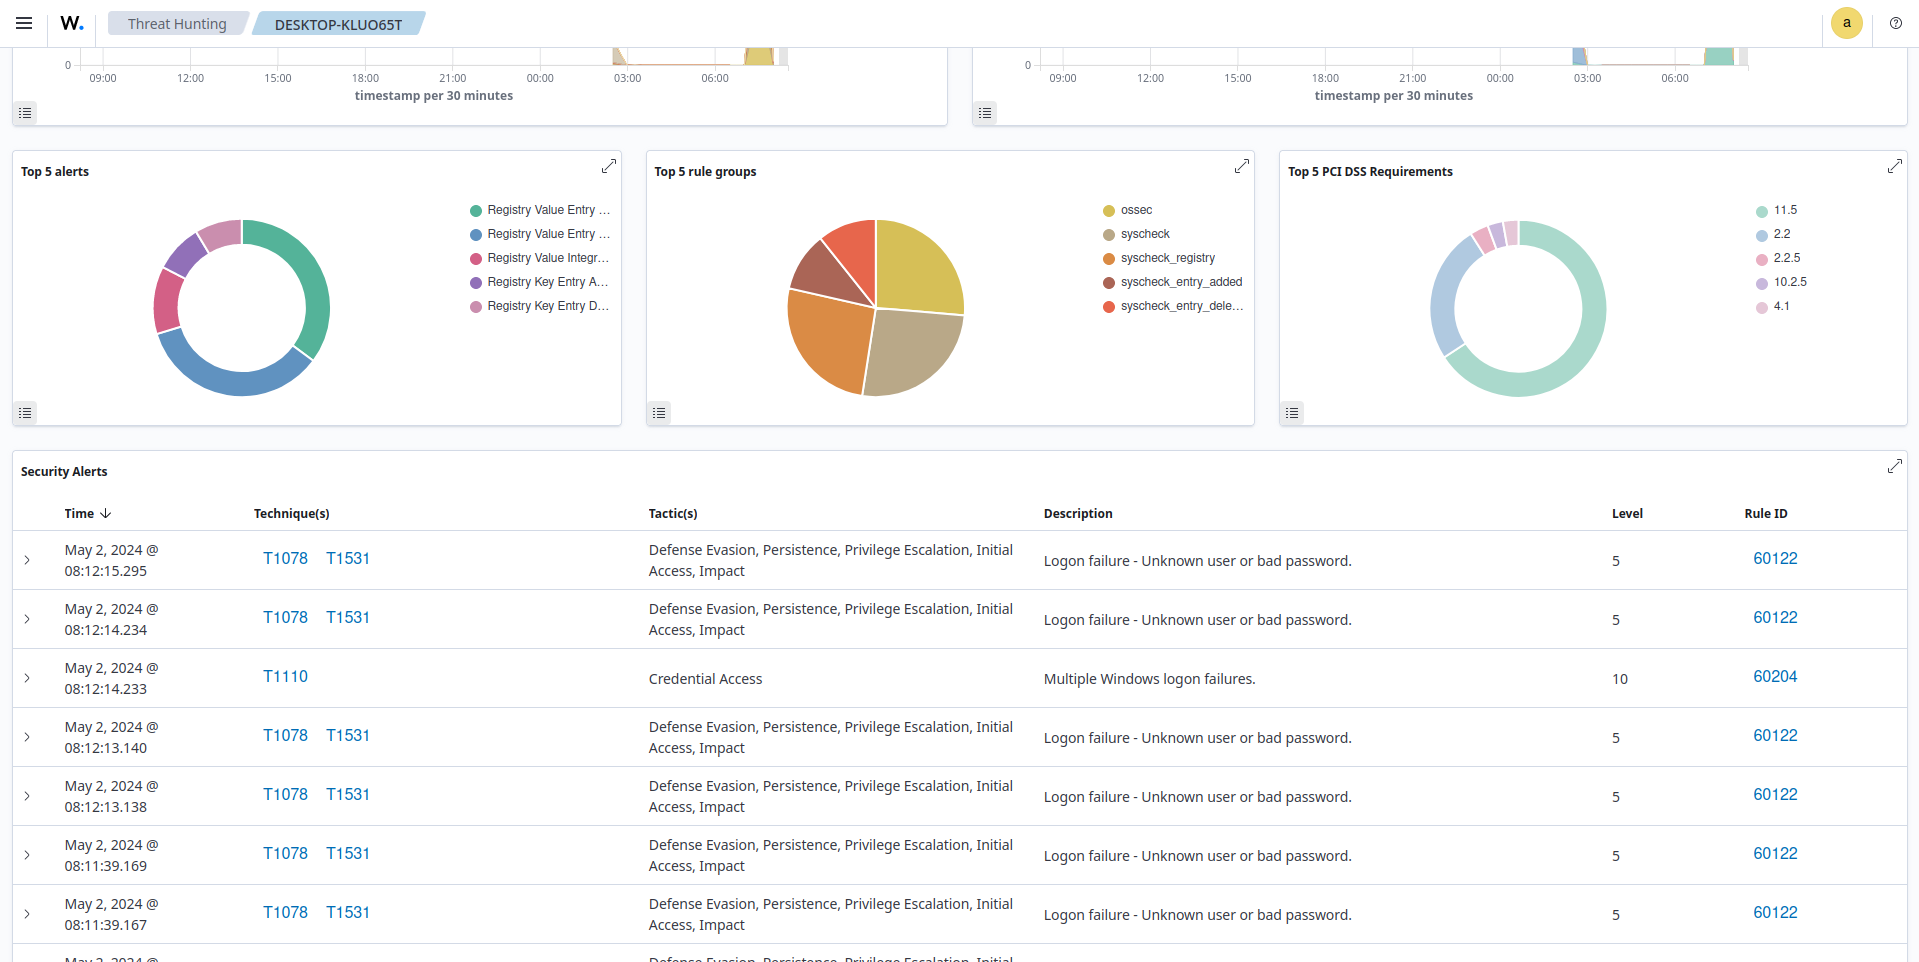 W. Threat Hunting DESKTOP-KLUO65T a
0 0
09:00 12:00 15:00 18:00 21:00 00:00 03:00 06:00
timestamp per 30 minutes
09:00 12:00 15:00 18:00 21:00 00:00 03:00 06:00
timestamp per 30 minutes
Top 5 alerts
Registry Value Entry ...
Registry Value Entry ...
Registry Value Integr...
Registry Key Entry A...
Registry Key Entry D...
Top 5 rule groups
ossec
syscheck
syscheck_registry
syscheck_entry_added
syscheck_entry_dele...
Top 5 PCI DSS Requirements
11.5
2.2
2.2.5
10.2.5
4.1
Security Alerts
Time Technique(s) Tactic(s) Description Level Rule ID
May 2, 2024 @ 
08:12:15.295 T1078 T1531 Defense Evasion, Persistence, Privilege Escalation, Initial
Access, Impact Logon failure - Unknown user or bad password. 5 60122
May 2, 2024 @ 
08:12:14.234 T1078 T1531 Defense Evasion, Persistence, Privilege Escalation, Initial
Access, Impact Logon failure - Unknown user or bad password. 5 60122
May 2, 2024 @ 
08:12:14.233 T1110 Credential Access Multiple Windows logon failures. 10 60204
May 2, 2024 @ 
08:12:13.140 T1078 T1531 Defense Evasion, Persistence, Privilege Escalation, Initial
Access, Impact Logon failure - Unknown user or bad password. 5 60122
May 2, 2024 @ 
08:12:13.138 T1078 T1531 Defense Evasion, Persistence, Privilege Escalation, Initial
Access, Impact Logon failure - Unknown user or bad password. 5 60122
May 2, 2024 @ 
08:11:39.169 T1078 T1531 Defense Evasion, Persistence, Privilege Escalation, Initial
Access, Impact Logon failure - Unknown user or bad password. 5 60122
May 2, 2024 @ 
08:11:39.167 T1078 T1531 Defense Evasion, Persistence, Privilege Escalation, Initial
Access, Impact Logon failure - Unknown user or bad password. 5 60122
May 2, 2024 @ Defense Evasion, Persistence, Privilege Escalation, Initial